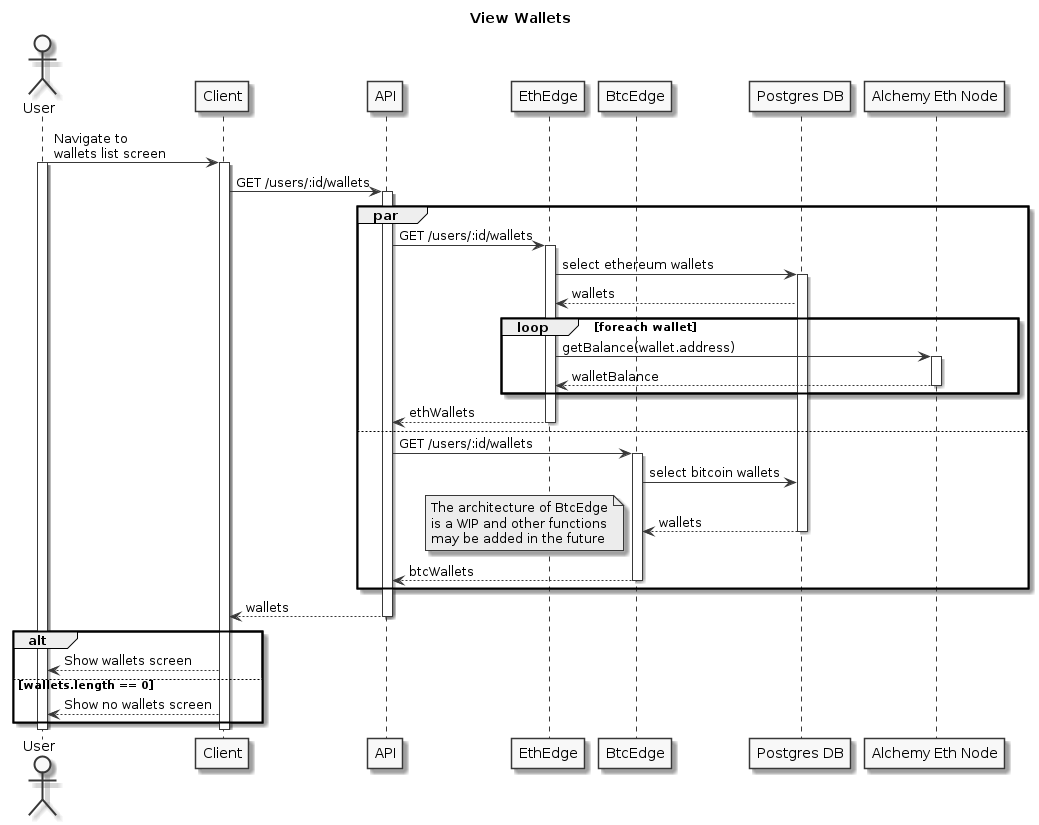 View Wallets
User
Client
API
EthEdge
BtcEdge
Postgres DB
Alchemy Eth Node
Navigate to
wallets list screen
GET /users/:id/wallets
par
GET /users/:id/wallets
select ethereum wallets
wallets
loop
[foreach wallet]
getBalance(wallet.address)
walletBalance
ethWallets
GET /users/:id/wallets
select bitcoin wallets
The architecture of BtcEdge
is a WIP and other functions
may be added in the future
wallets
btcWallets
wallets
alt
Show wallets screen
[wallets.length == 0]
Show no wallets screen
User
Client
API
EthEdge
BtcEdge
Postgres DB
Alchemy Eth Node